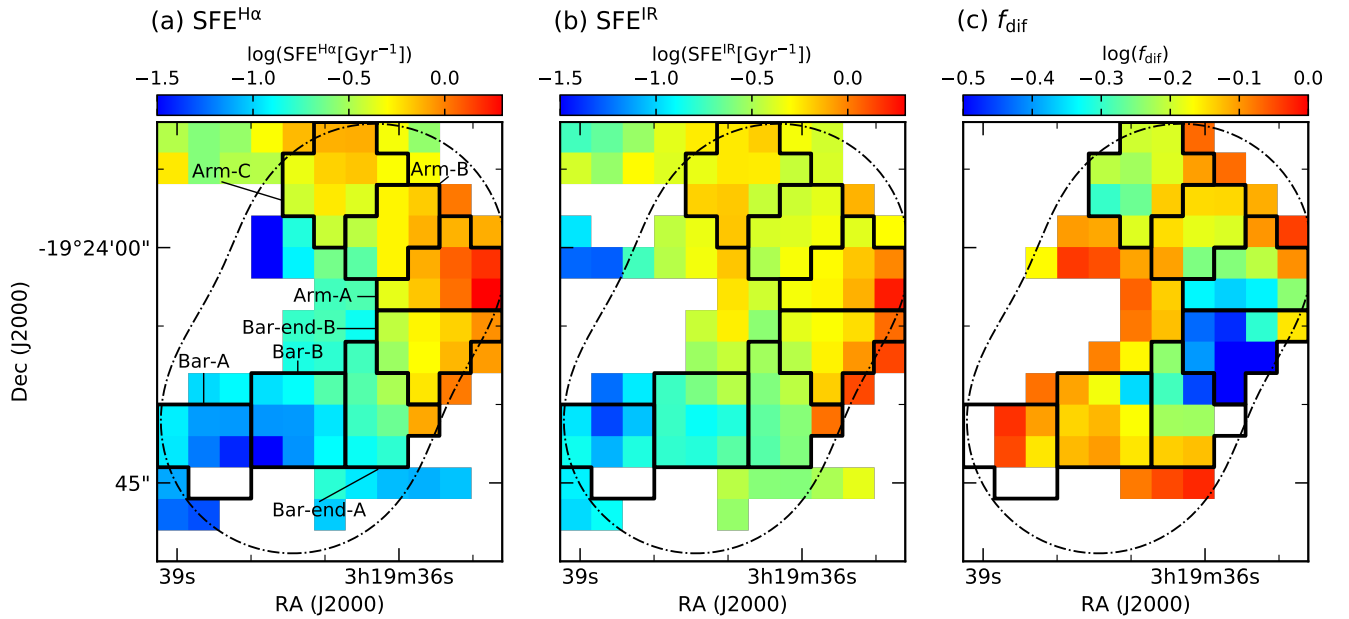 (a) SFE^Hα
(b) SFE^IR
(c) f_dif
log(SFE^Hα[Gyr⁻¹])
log(SFE^IR[Gyr⁻¹])
log(f_dif)
−1.5 −1.0 −0.5 0.0
−1.5 −1.0 −0.5 0.0
−0.5 −0.4 −0.3 −0.2 −0.1 0.0
Arm-C
Arm-B
-19°24'00"
Arm-A
Bar-end-B
Bar-B
Bar-A
Dec (J2000)
45"
Bar-end-A
39s 3h19m36s
39s 3h19m36s
39s 3h19m36s
RA (J2000)
RA (J2000)
RA (J2000)